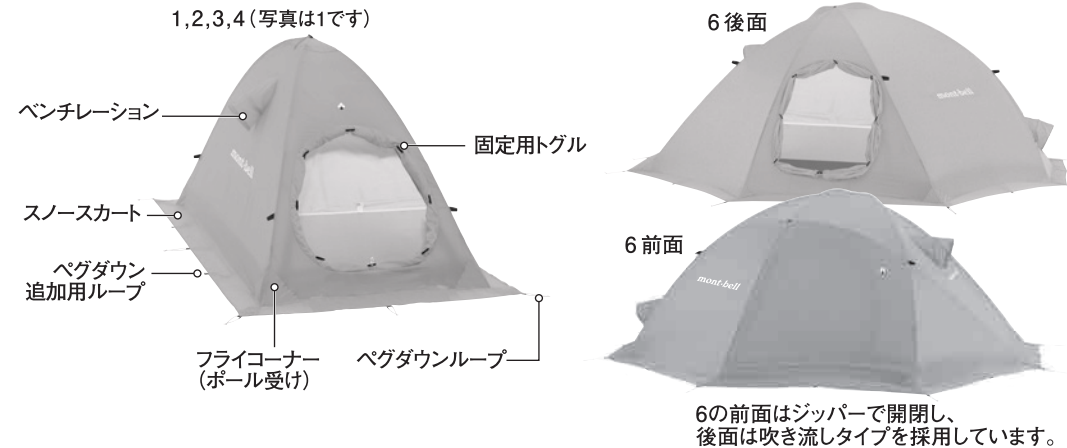 1,2,3,4（写真は1です）
ベンチレーション
固定用トグル
mont-bell
スノースカート
ペグダウン
追加用ループ
フライコーナー
（ポール受け）
ペグダウンループ
6後面
mont-bell
6前面
mont-bell
6の前面はジッパーで開閉し、
後面は吹き流しタイプを採用しています。